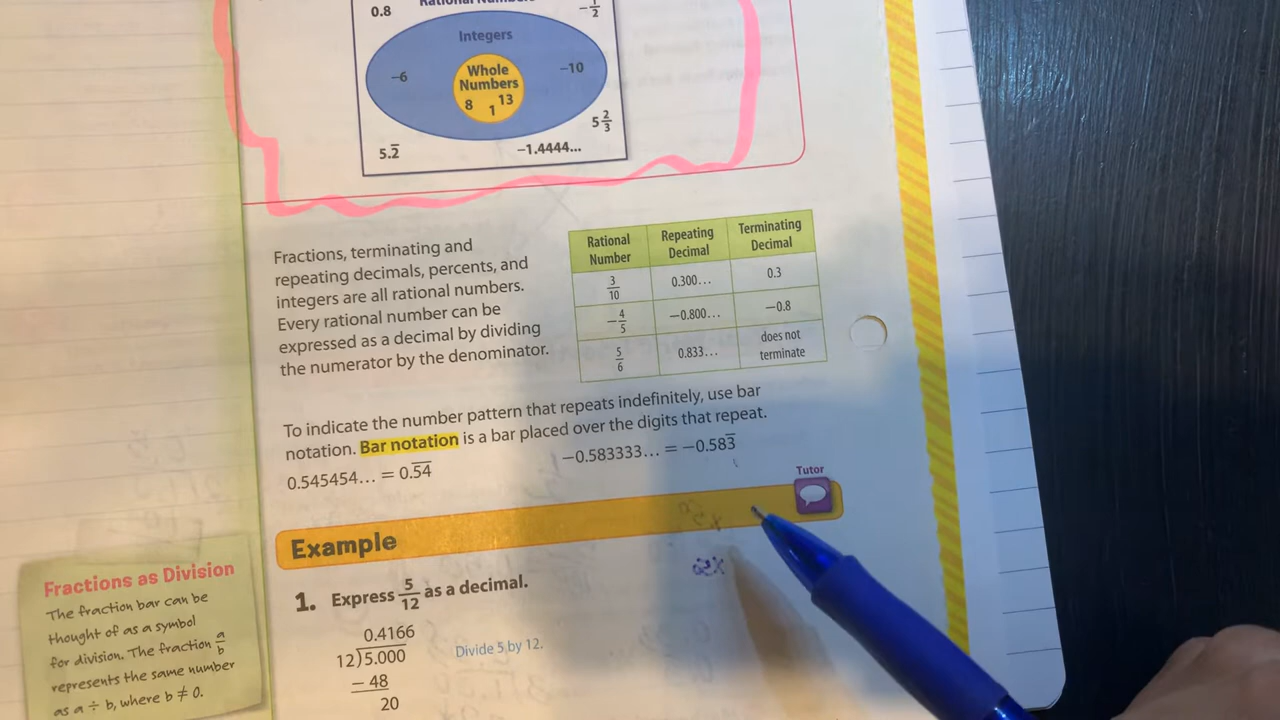 Rational Numbers
0.8
-1/2
Integers
-6
-10
Whole
Numbers
8 1 13
5 2/3
5.2̅
-1.4444...
Fractions, terminating and
repeating decimals, percents, and
integers are all rational numbers.
Every rational number can be
expressed as a decimal by dividing
the numerator by the denominator.
Rational Number | Repeating Decimal | Terminating Decimal
3/10 | 0.300... | 0.3
-4/5 | -0.800... | -0.8
5/6 | 0.833... | does not terminate
To indicate the number pattern that repeats indefinitely, use bar
notation. Bar notation is a bar placed over the digits that repeat.
0.545454... = 0.5̅4̅
-0.583333... = -0.583̅
Tutor
Example
2x
1. Express 5/12 as a decimal.
0.4166
12)5.000
Divide 5 by 12.
- 48
20
Fractions as Division
The fraction bar can be
thought of as a symbol
for division. The fraction a/b
represents the same number
as a ÷ b, where b ≠ 0.